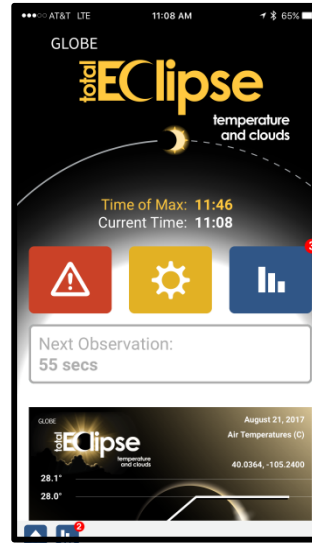 AT&T LTE 11:08 AM 65%
GLOBE
total EClipse
temperature
and clouds
Time of Max: 11:46
Current Time: 11:08
3
Next Observation:
55 secs
GLOBE
August 21, 2017
total EClipse
Air Temperatures (C)
temperature
and clouds
40.0364, -105.2400
28.1°
28.0°
2